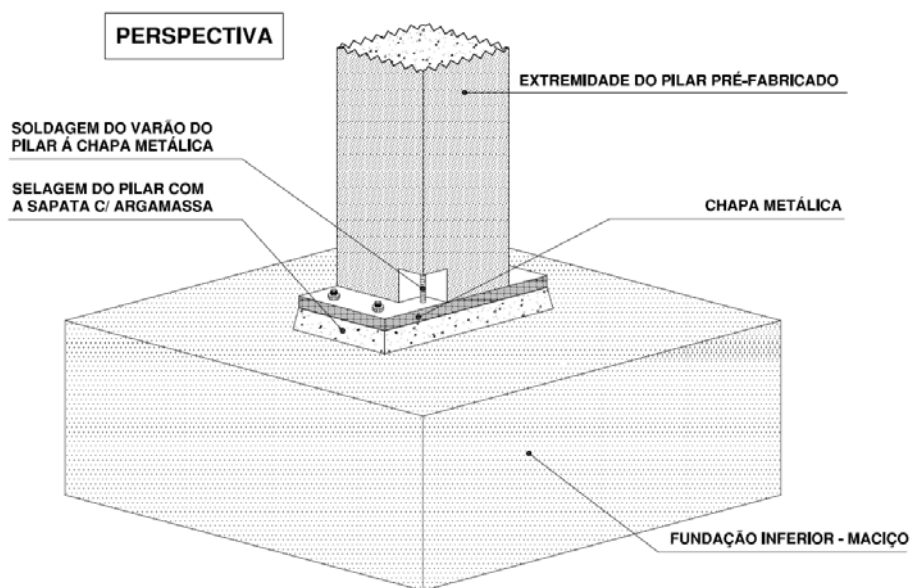 PERSPECTIVA
EXTREMIDADE DO PILAR PRÉ-FABRICADO
SOLDAGEM DO VARÃO DO
PILAR Á CHAPA METÁLICA
SELAGEM DO PILAR COM
A SAPATA C/ ARGAMASSA
CHAPA METÁLICA
FUNDAÇÃO INFERIOR - MACIÇO